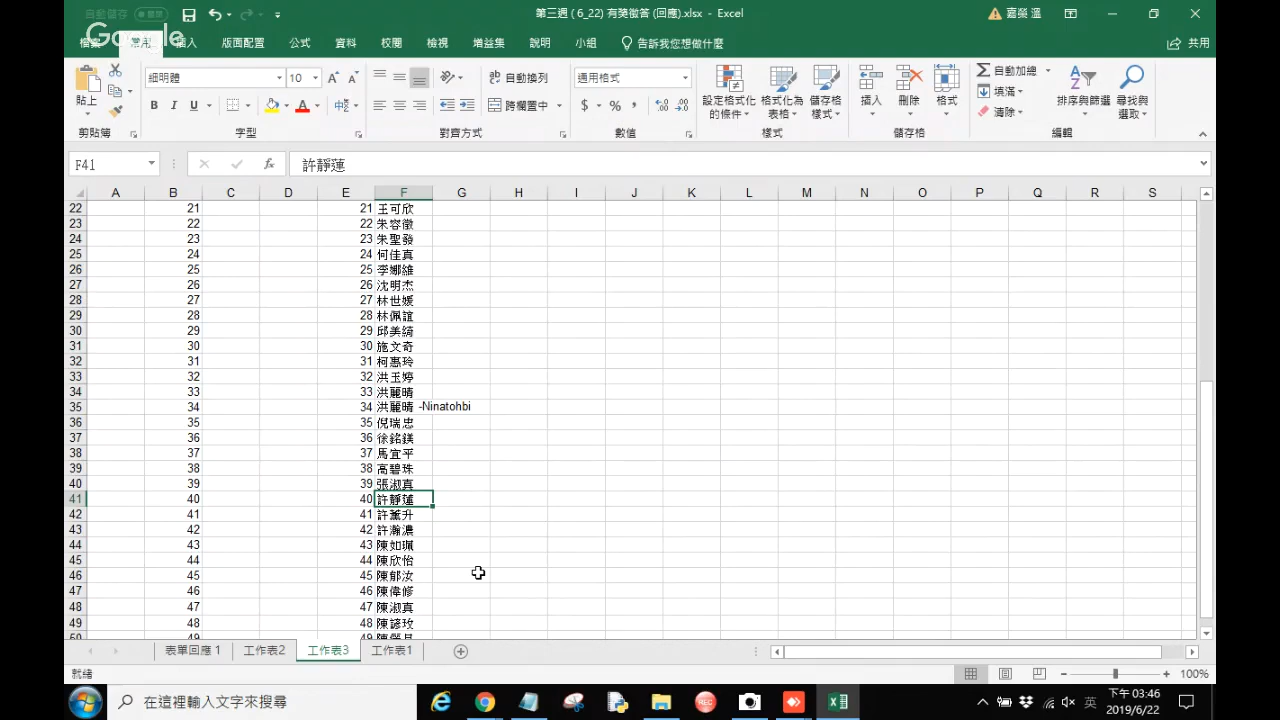 自動儲存
第三週 ( 6_22) 有獎徵答 (回應).xlsx - Excel
嘉榮 溫
Google
常用 插入 版面配置 公式 資料 校閱 檢視 增益集 說明 小組 告訴我您想做什麼 共用
貼上
細明體 10
B I U
自動換列
跨欄置中
通用格式
$ % ,
設定格式化的條件
格式化為表格
儲存格樣式
插入 刪除 格式
自動加總
填滿
清除
排序與篩選 尋找與選取
剪貼簿 字型 對齊方式 數值 樣式 儲存格 編輯
F41 fx 許靜蓮
A B C D E F G H I J K L M N O P Q R S
22 21 21 王可欣
23 22 22 朱容徵
24 23 23 朱聖發
25 24 24 何佳真
26 25 25 李娜維
27 26 26 沈明杰
28 27 27 林世媛
29 28 28 林佩誼
30 29 29 邱美綺
31 30 30 施文奇
32 31 31 柯惠玲
33 32 32 洪玉婷
34 33 33 洪麗晴
35 34 34 洪麗晴 -Ninatohbi
36 35 35 倪瑞忠
37 36 36 徐銘鎂
38 37 37 馬宜平
39 38 38 高碧珠
40 39 39 張淑真
41 40 40 許靜蓮
42 41 41 許薰升
43 42 42 許瀚濃
44 43 43 陳如珮
45 44 44 陳欣怡
46 45 45 陳郁汝
47 46 46 陳偉修
48 47 47 陳淑真
49 48 48 陳諺玫
50 49 49
表單回應 1 工作表2 工作表3 工作表1
就緒 100%
在這裡輸入文字來搜尋
REC
英
下午 03:46
2019/6/22